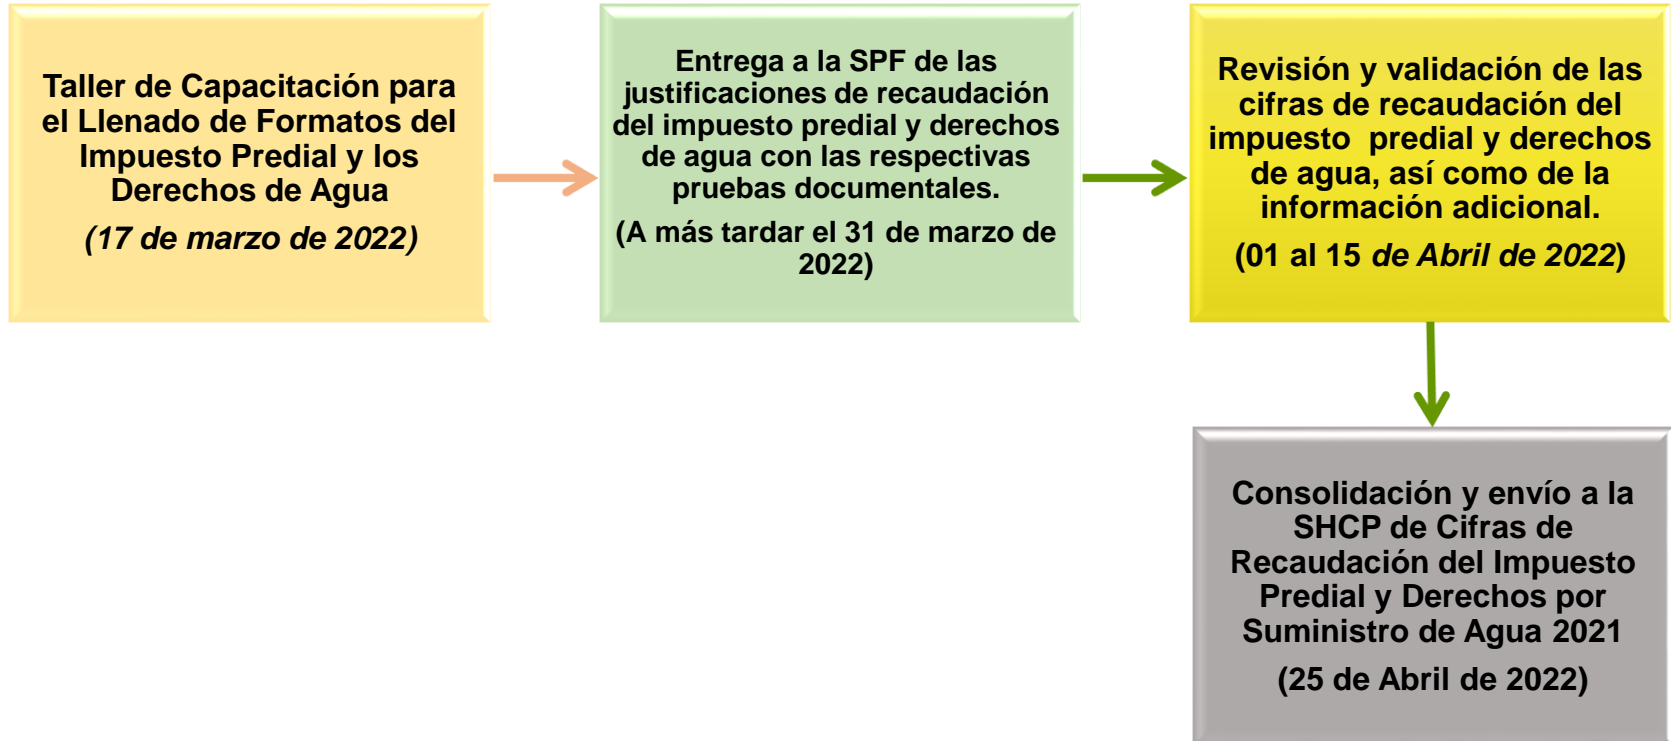 Taller de Capacitación para
el Llenado de Formatos del
Impuesto Predial y los
Derechos de Agua
(17 de marzo de 2022)
Entrega a la SPF de las
justificaciones de recaudación
del impuesto predial y derechos
de agua con las respectivas
pruebas documentales.
(A más tardar el 31 de marzo de
2022)
Revisión y validación de las
cifras de recaudación del
impuesto predial y derechos
de agua, así como de la
información adicional.
(01 al 15 de Abril de 2022)
Consolidación y envío a la
SHCP de Cifras de
Recaudación del Impuesto
Predial y Derechos por
Suministro de Agua 2021
(25 de Abril de 2022)